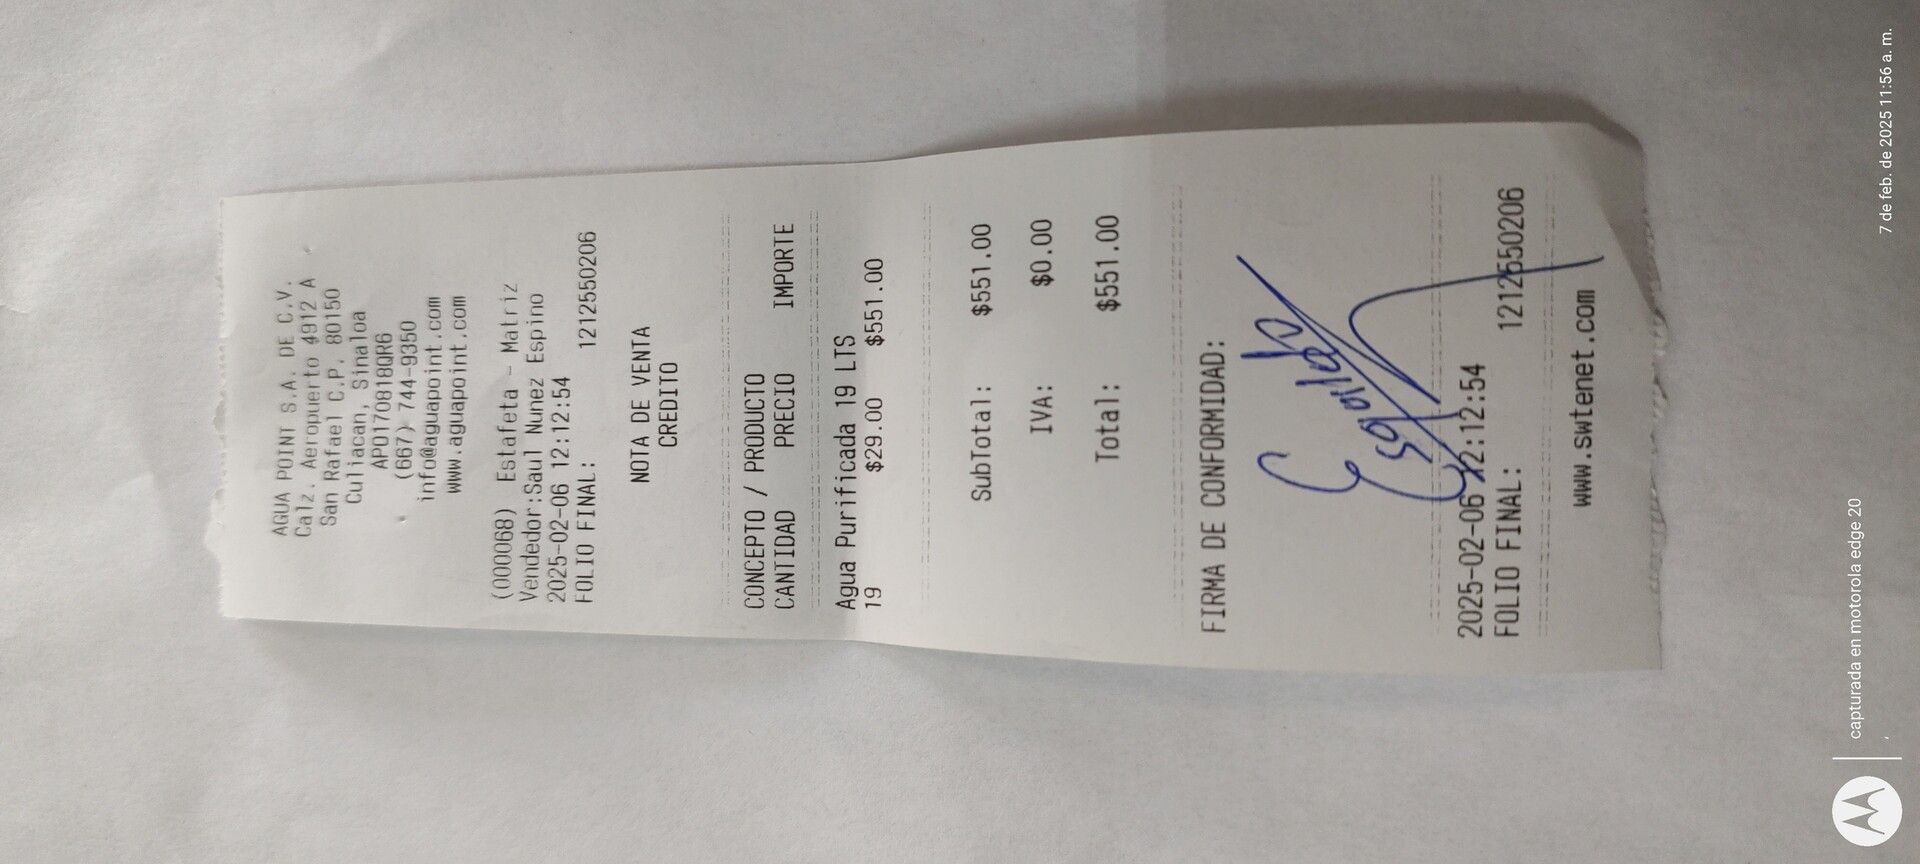 AGUA POINT S.A. DE C.V.
Calz. Aeropuerto 4912 A
San Rafael C.P. 80150
Culiacan, Sinaloa
APO170818QR6
(667) 744-9350
info@aguapoint.com
www.aguapoint.com
(000068) Estafeta - Matriz
Vendedor:Saul Nunez Espino
2025-02-06 12:12:54
FOLIO FINAL: 1212550206
NOTA DE VENTA
CREDITO
CONCEPTO / PRODUCTO
CANTIDAD PRECIO IMPORTE
Agua Purificada 19 LTS
19 $29.00 $551.00
SubTotal: $551.00
IVA: $0.00
Total: $551.00
FIRMA DE CONFORMIDAD:
2025-02-06 12:12:54
FOLIO FINAL: 1212550206
www.swtenet.com
capturada en motorola edge 20
7 de feb. de 2025 11:56 a. m.